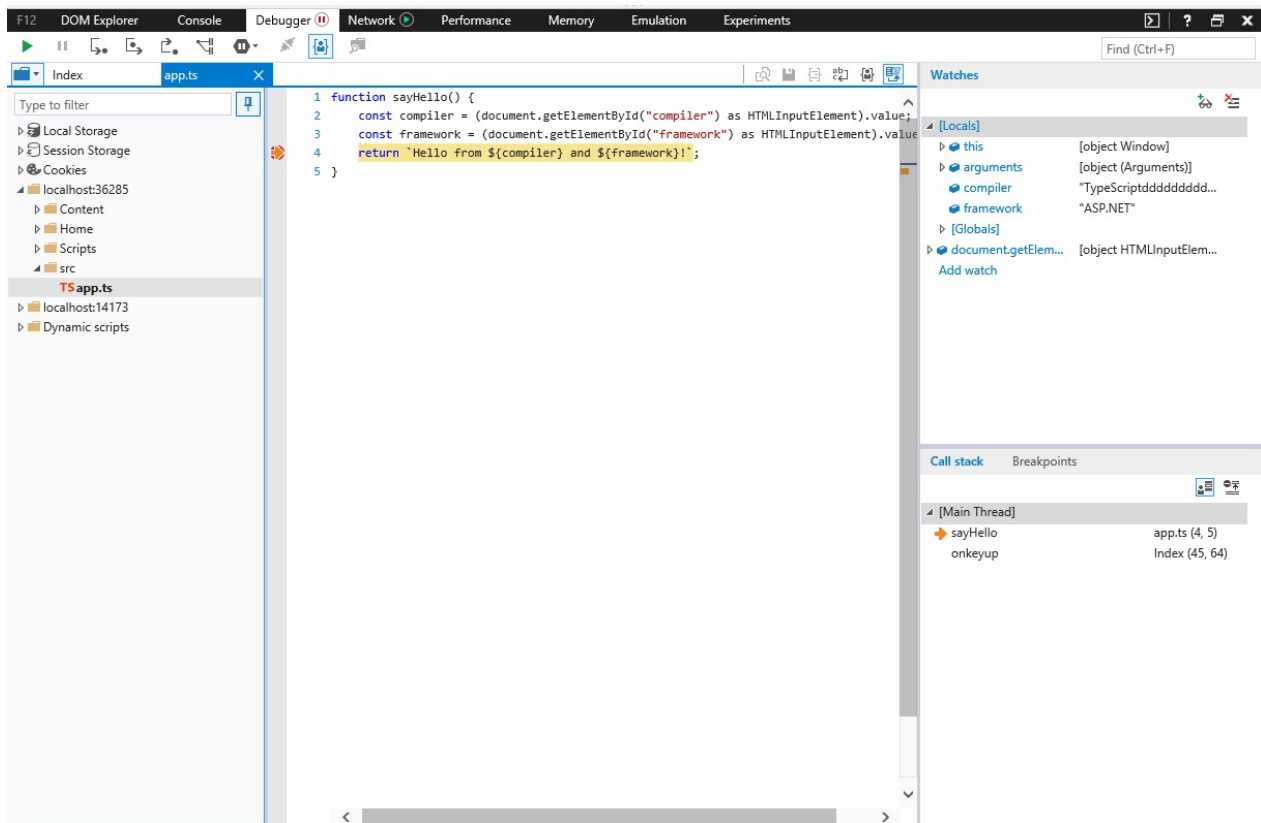 F12 DOM Explorer Console Debugger Network Performance Memory Emulation Experiments ?
Find (Ctrl+F)
Index app.ts
Type to filter
Local Storage
Session Storage
Cookies
localhost:36285
Content
Home
Scripts
src
TS app.ts
localhost:14173
Dynamic scripts
1 function sayHello() {
2 const compiler = (document.getElementById("compiler") as HTMLInputElement).value;
3 const framework = (document.getElementById("framework") as HTMLInputElement).value
4 return `Hello from ${compiler} and ${framework}!`;
5 }
Watches
[Locals]
this [object Window]
arguments [object (Arguments)]
compiler "TypeScriptdddddddddd...
framework "ASP.NET"
[Globals]
document.getElem... [object HTMLInputElem...
Add watch
Call stack Breakpoints
[Main Thread]
sayHello app.ts (4, 5)
onkeyup Index (45, 64)